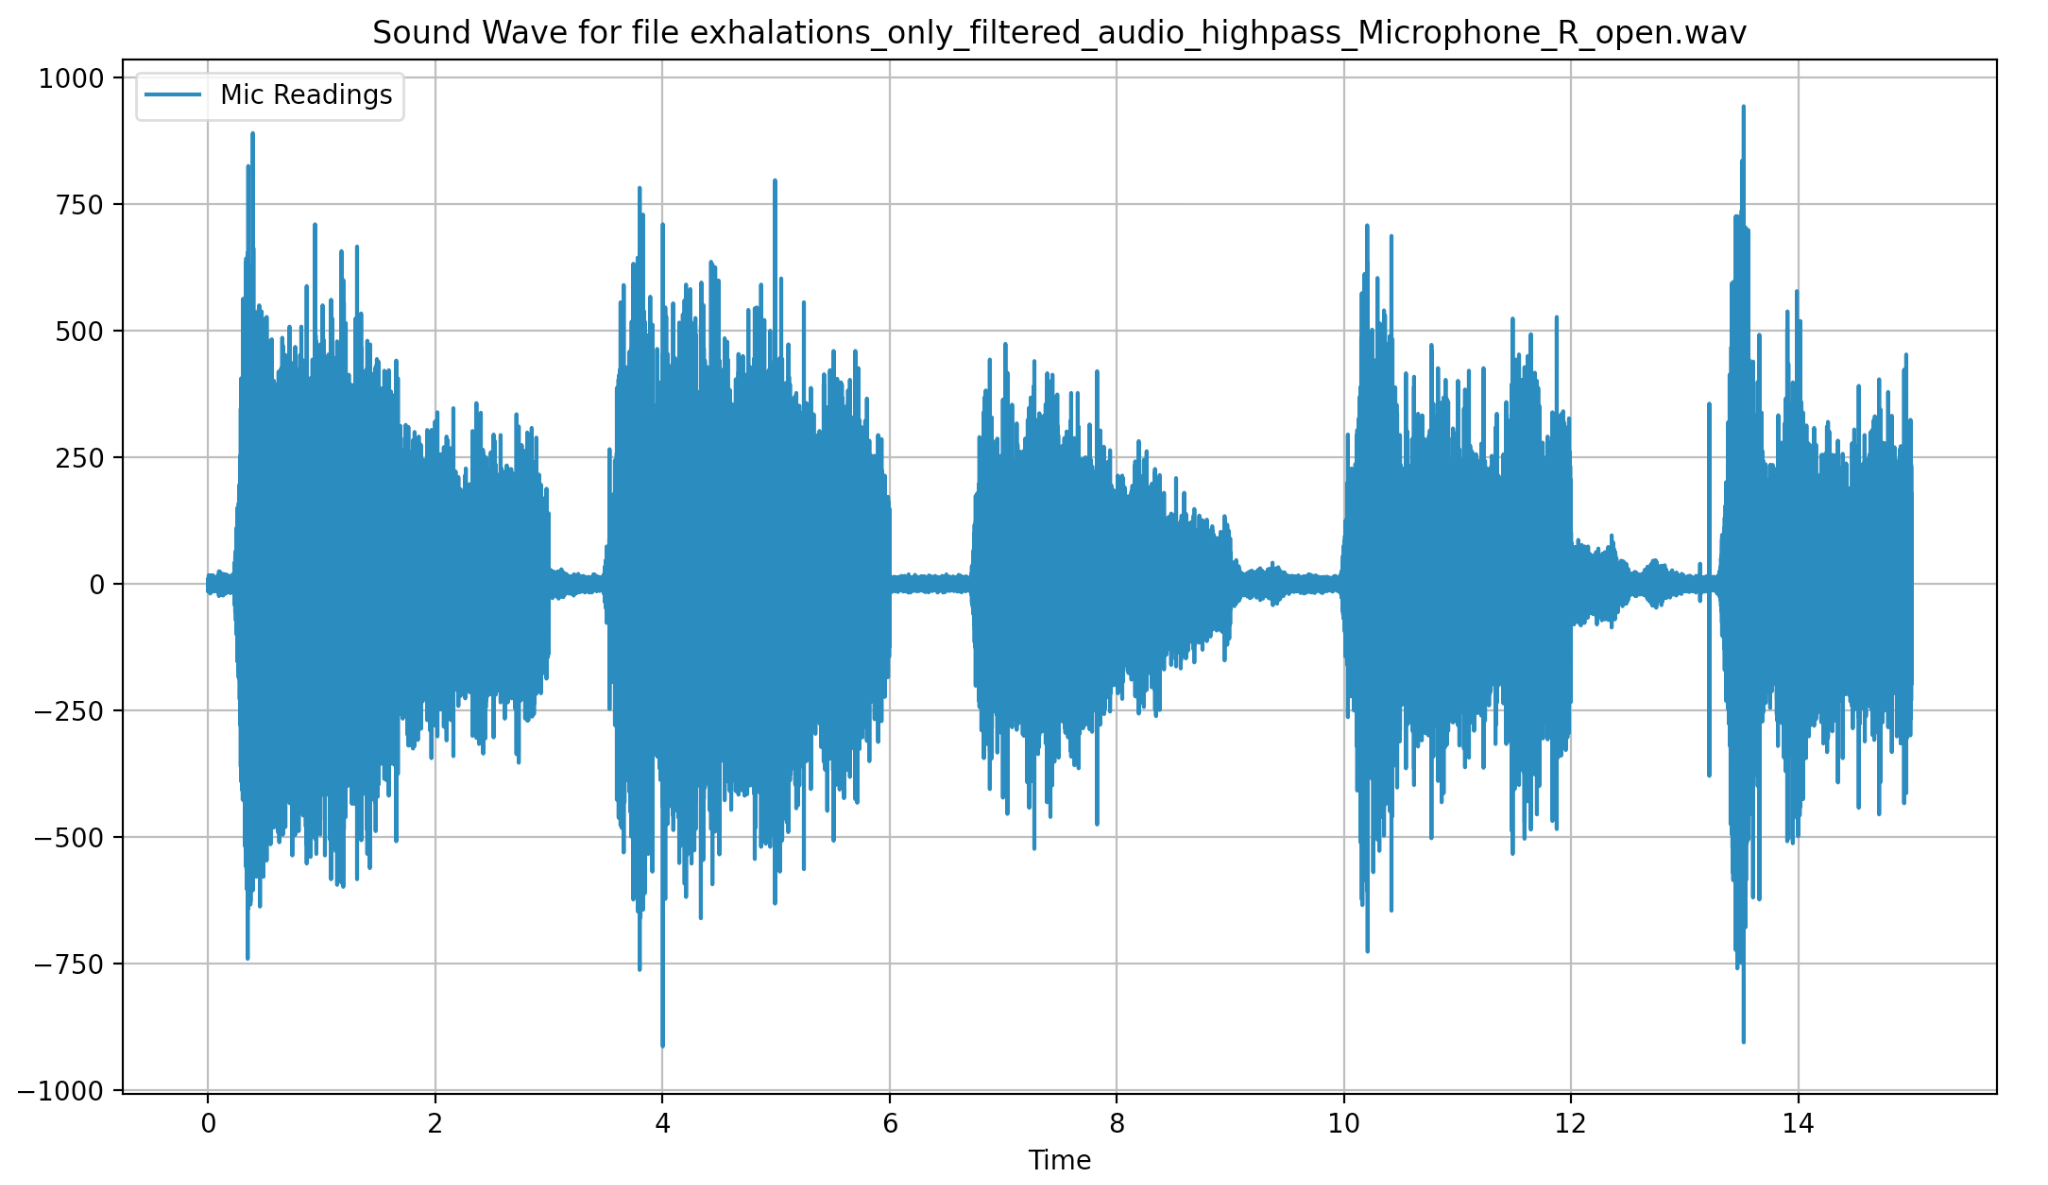 Sound Wave for file exhalations_only_filtered_audio_highpass_Microphone_R_open.wav
Mic Readings
1000
750
500
250
0
−250
−500
−750
−1000
0 2 4 6 8 10 12 14
Time